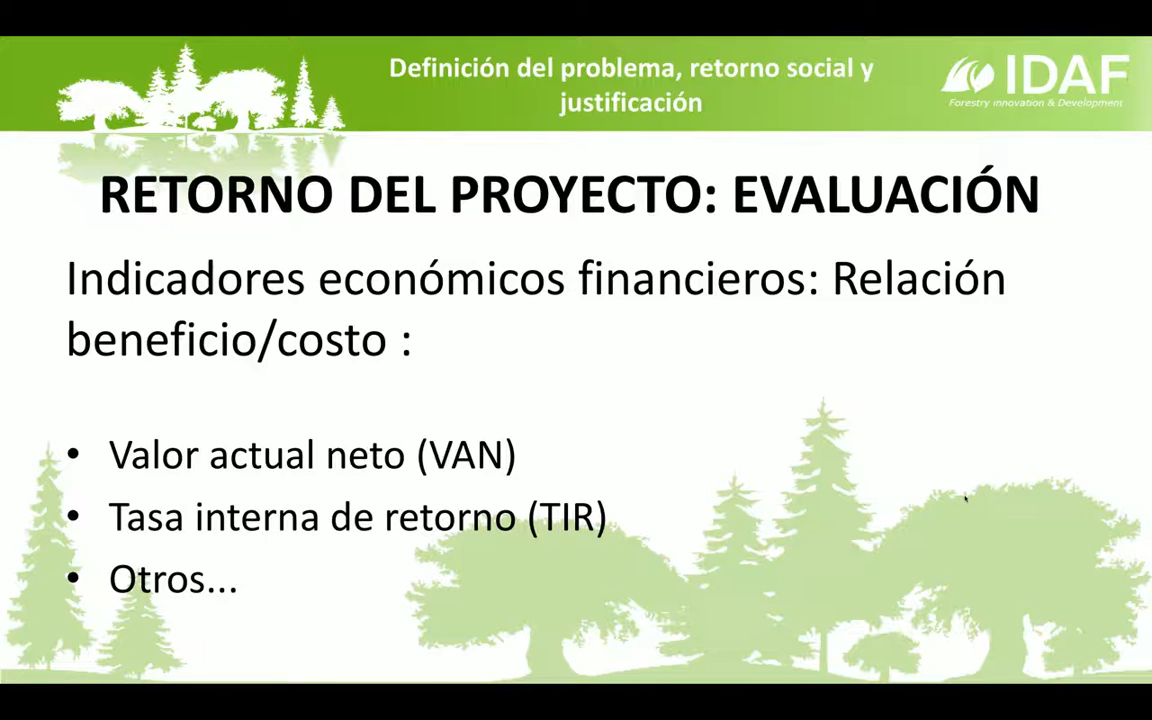 Definición del problema, retorno social y
justificación
IDAF
Forestry innovation & Development
RETORNO DEL PROYECTO: EVALUACIÓN
Indicadores económicos financieros: Relación
beneficio/costo :
• Valor actual neto (VAN)
• Tasa interna de retorno (TIR)
• Otros...